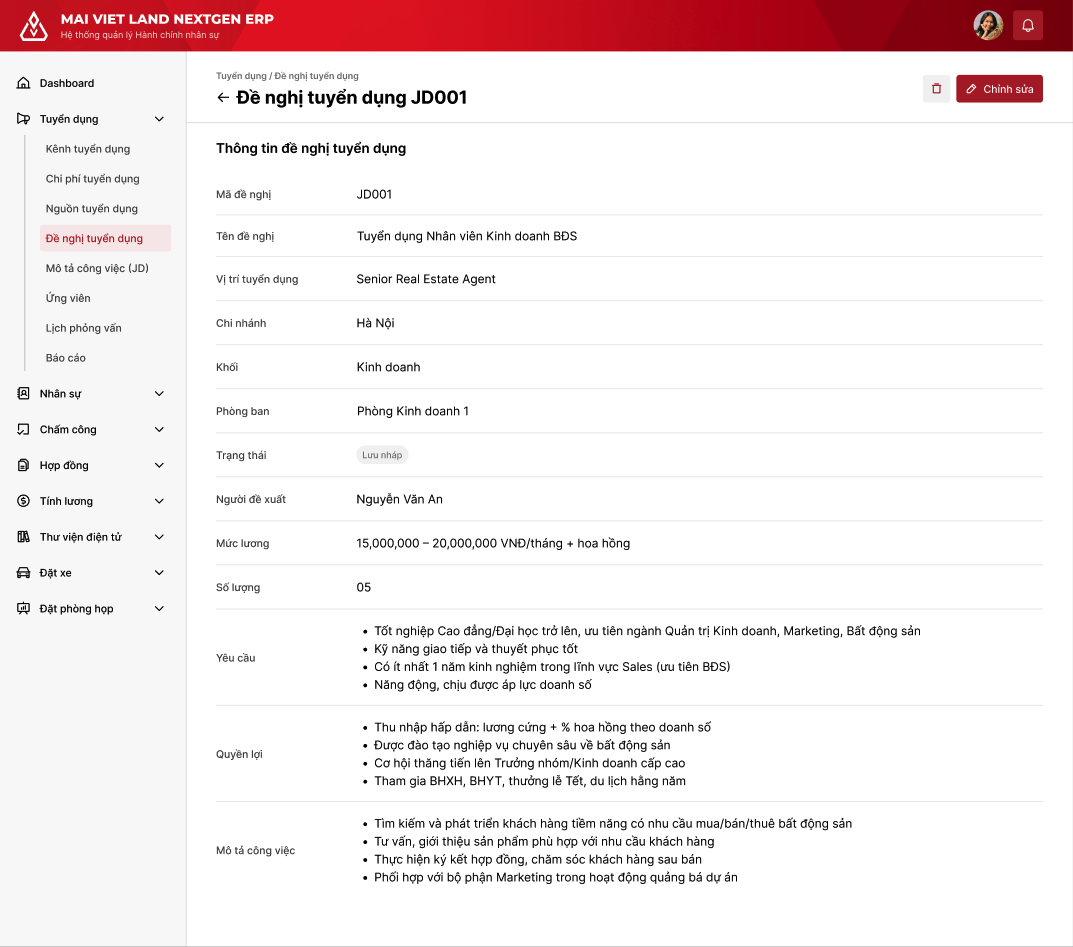 MAI VIET LAND NEXTGEN ERP
Hệ thống quản lý Hành chính nhân sự
Dashboard
Tuyển dụng
Kênh tuyển dụng
Chi phí tuyển dụng
Nguồn tuyển dụng
Đề nghị tuyển dụng
Mô tả công việc (JD)
Ứng viên
Lịch phỏng vấn
Báo cáo
Nhân sự
Chấm công
Hợp đồng
Tính lương
Thư viện điện tử
Đặt xe
Đặt phòng họp
Tuyển dụng / Đề nghị tuyển dụng
← Đề nghị tuyển dụng JD001
Chỉnh sửa
Thông tin đề nghị tuyển dụng
Mã đề nghị JD001
Tên đề nghị Tuyển dụng Nhân viên Kinh doanh BĐS
Vị trí tuyển dụng Senior Real Estate Agent
Chi nhánh Hà Nội
Khối Kinh doanh
Phòng ban Phòng Kinh doanh 1
Trạng thái Lưu nháp
Người đề xuất Nguyễn Văn An
Mức lương 15,000,000 – 20,000,000 VNĐ/tháng + hoa hồng
Số lượng 05
Yêu cầu
• Tốt nghiệp Cao đẳng/Đại học trở lên, ưu tiên ngành Quản trị Kinh doanh, Marketing, Bất động sản
• Kỹ năng giao tiếp và thuyết phục tốt
• Có ít nhất 1 năm kinh nghiệm trong lĩnh vực Sales (ưu tiên BĐS)
• Năng động, chịu được áp lực doanh số
Quyền lợi
• Thu nhập hấp dẫn: lương cứng + % hoa hồng theo doanh số
• Được đào tạo nghiệp vụ chuyên sâu về bất động sản
• Cơ hội thăng tiến lên Trưởng nhóm/Kinh doanh cấp cao
• Tham gia BHXH, BHYT, thưởng lễ Tết, du lịch hằng năm
Mô tả công việc
• Tìm kiếm và phát triển khách hàng tiềm năng có nhu cầu mua/bán/thuê bất động sản
• Tư vấn, giới thiệu sản phẩm phù hợp với nhu cầu khách hàng
• Thực hiện ký kết hợp đồng, chăm sóc khách hàng sau bán
• Phối hợp với bộ phận Marketing trong hoạt động quảng bá dự án